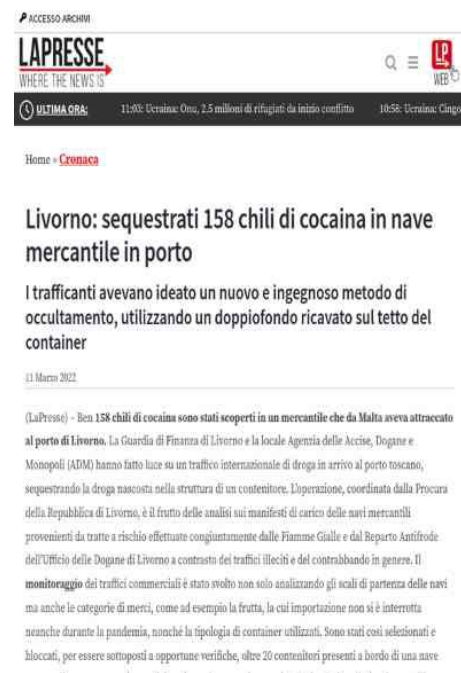 ACCESSO ARCHIVI
LAPRESSE
WHERE THE NEWS IS
LP
WEB
ULTIMA ORA:
11:03: Ucraina: Onu, 2.5 milioni di rifugiati da inizio conflitto
10:58: Ucraina: Cingo
Home » Cronaca
Livorno: sequestrati 158 chili di cocaina in nave
mercantile in porto
I trafficanti avevano ideato un nuovo e ingegnoso metodo di
occultamento, utilizzando un doppiofondo ricavato sul tetto del
container
11 Marzo 2022
(LaPresse) – Ben 158 chili di cocaina sono stati scoperti in un mercantile che da Malta aveva attraccato
al porto di Livorno. La Guardia di Finanza di Livorno e la locale Agenzia delle Accise, Dogane e
Monopoli (ADM) hanno fatto luce su un traffico internazionale di droga in arrivo al porto toscano,
sequestrando la droga nascosta nella struttura di un contenitore. L'operazione, coordinata dalla Procura
della Repubblica di Livorno, è il frutto delle analisi sui manifesti di carico delle navi mercantili
provenienti da tratte a rischio effettuate congiuntamente dalle Fiamme Gialle e dal Reparto Antifrode
dell'Ufficio delle Dogane di Livorno a contrasto dei traffici illeciti e del contrabbando in genere. Il
monitoraggio dei traffici commerciali è stato svolto non solo analizzando gli scali di partenza delle navi
ma anche le categorie di merci, come ad esempio la frutta, la cui importazione non si è interrotta
neanche durante la pandemia, nonché la tipologia di container utilizzati. Sono stati così selezionati e
bloccati, per essere sottoposti a opportune verifiche, oltre 20 contenitori presenti a bordo di una nave